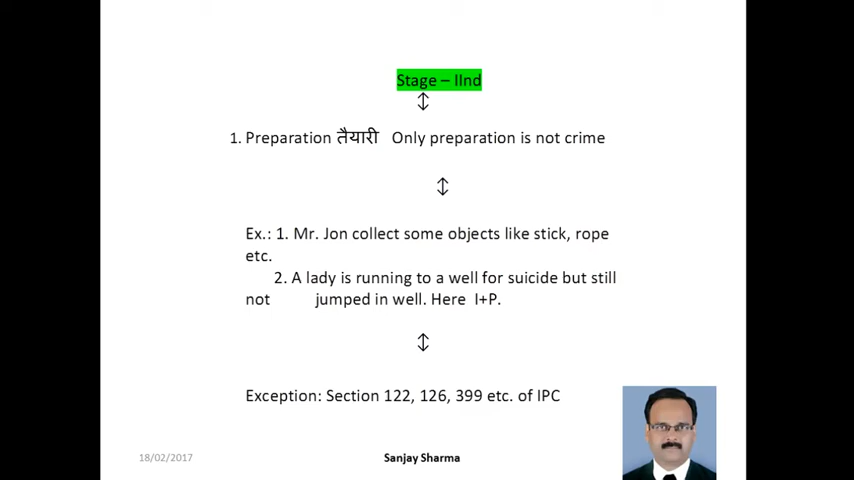 Stage – IInd
1. Preparation तैयारी Only preparation is not crime
Ex.: 1. Mr. Jon collect some objects like stick, rope
etc.
2. A lady is running to a well for suicide but still
not jumped in well. Here I+P.
Exception: Section 122, 126, 399 etc. of IPC
18/02/2017 Sanjay Sharma